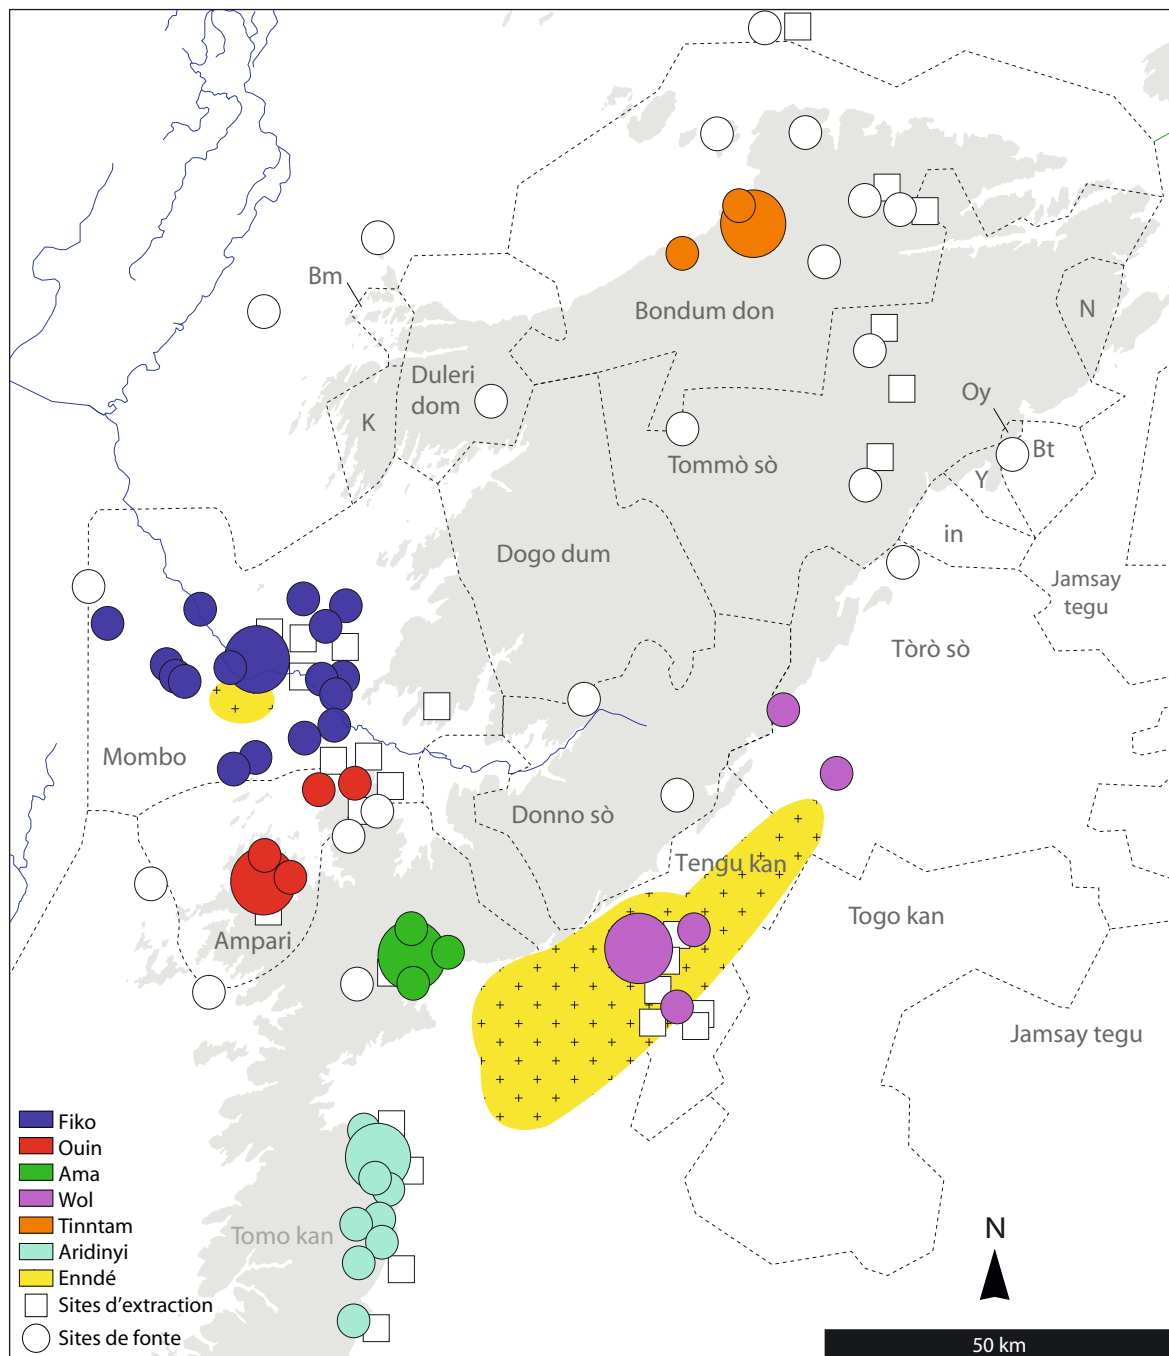 Bm
Bondum don
N
Duleri
dom
K
Oy
Bt
Tommò sò
Y
in
Dogo dum
Jamsay
tegu
Tòrò sò
Mombo
Donno sò
Tengu kan
Togo kan
Ampari
Jamsay tegu
Tomo kan
Fiko
Ouin
Ama
Wol
Tinntam
Aridinyi
Enndé
Sites d'extraction
Sites de fonte
N
50 km